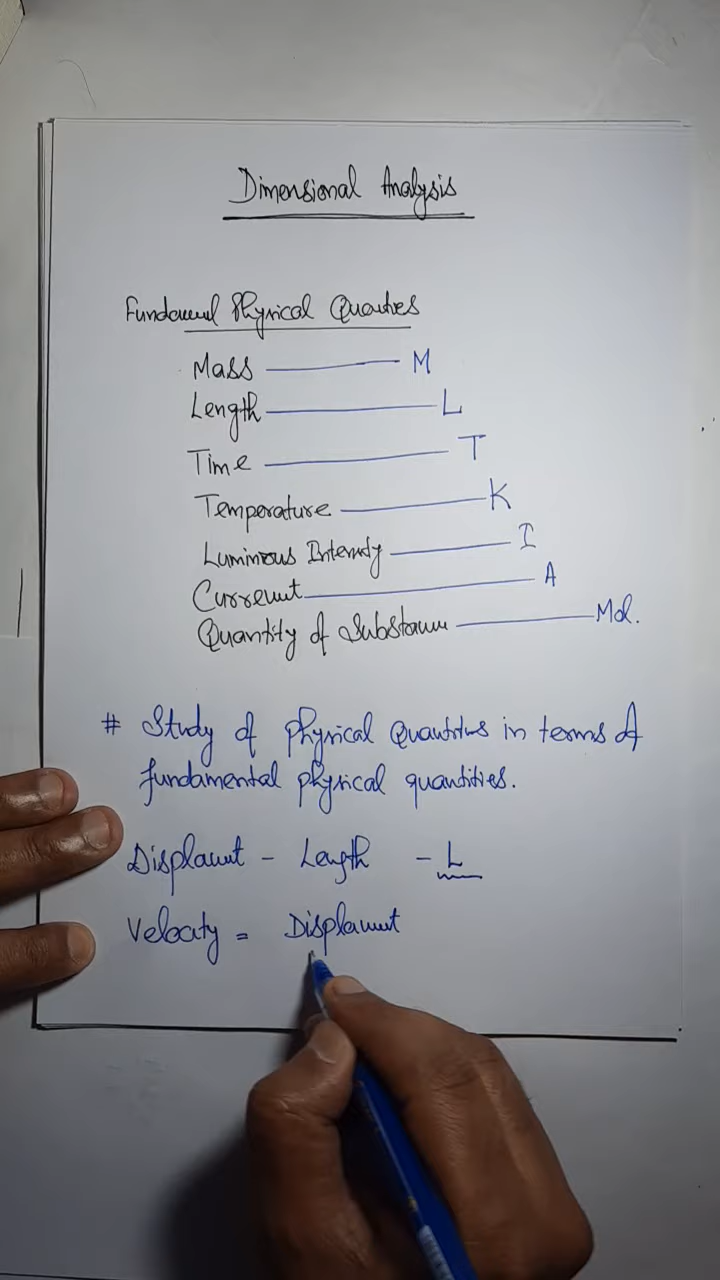 Dimensional Analysis
Fundamental Physical Quantities
Mass — M
Length — L
Time — T
Temperature — K
Luminous Intensity — I
Current — A
Quantity of Substance — Mol.
# Study of physical Quantities in terms of
fundamental physical quantities.
Displacement - Length - L
Velocity = Displacement